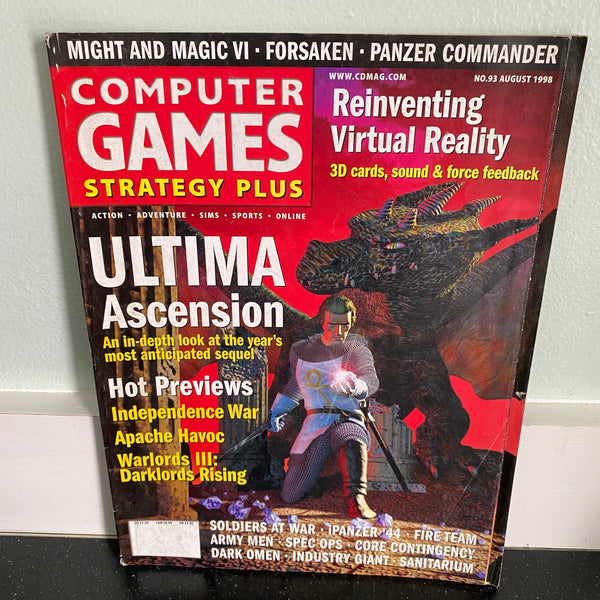 MIGHT AND MAGIC VI · FORSAKEN · PANZER COMMANDER
WWW.CDMAG.COM
NO.93 AUGUST 1998
COMPUTER
GAMES
STRATEGY PLUS
ACTION · ADVENTURE · SIMS · SPORTS · ONLINE
Reinventing
Virtual Reality
3D cards, sound & force feedback
ULTIMA
Ascension
An in-depth look at the year's
most anticipated sequel
Hot Previews
Independence War
Apache Havoc
Warlords III:
Darklords Rising
SOLDIERS AT WAR · IPANZER '44 · FIRE TEAM
ARMY MEN · SPEC OPS · CORE CONTINGENCY
DARK OMEN · INDUSTRY GIANT · SANITARIUM